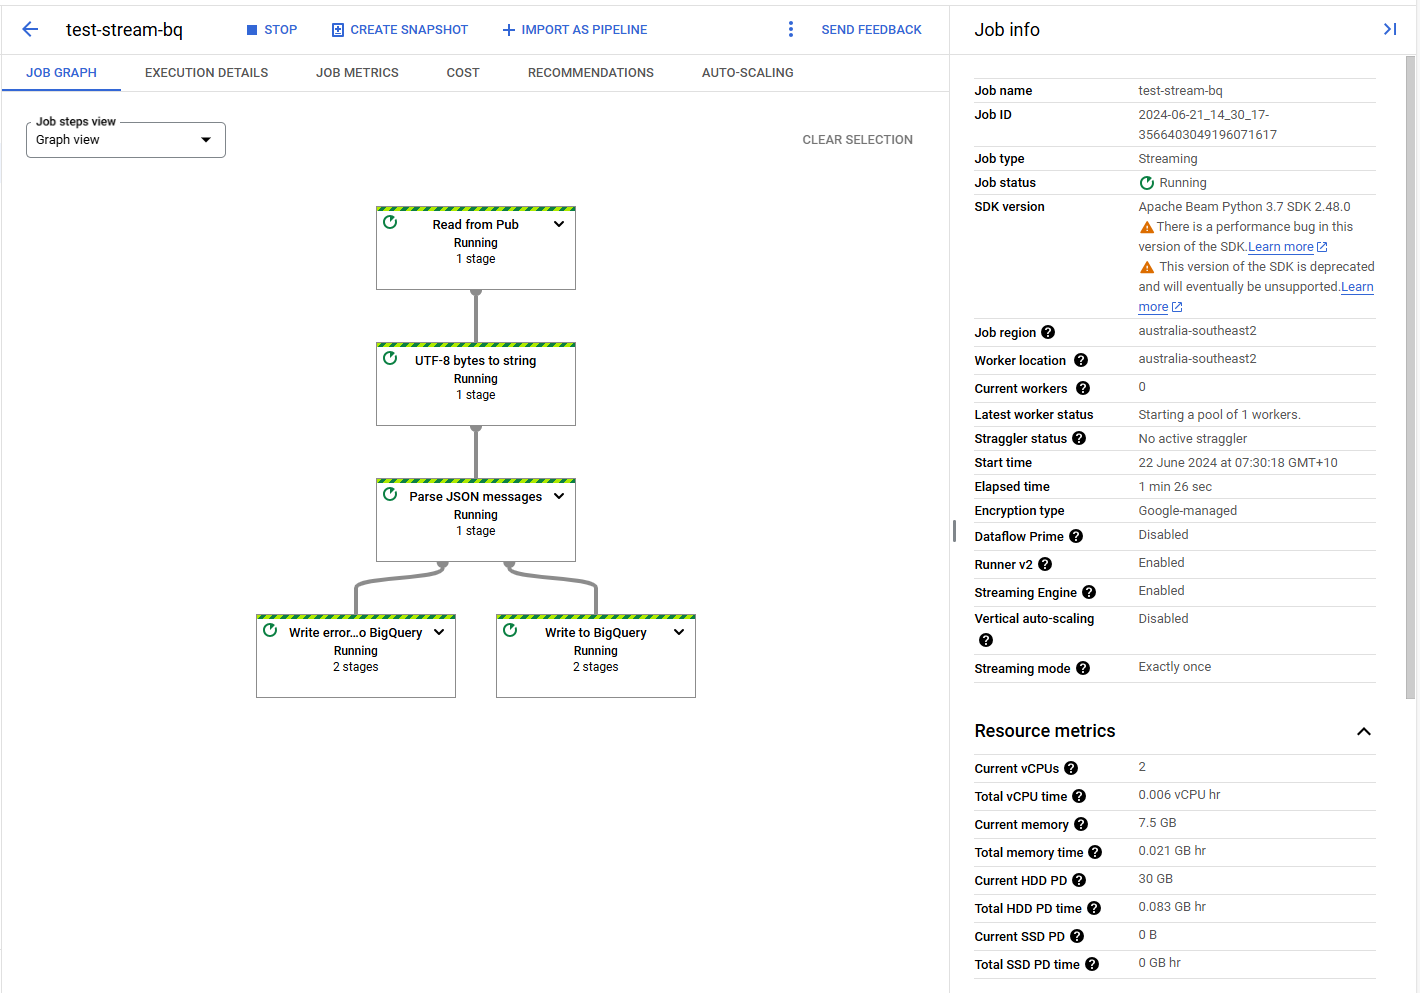 test-stream-bq
STOP
CREATE SNAPSHOT
IMPORT AS PIPELINE
SEND FEEDBACK
JOB GRAPH
EXECUTION DETAILS
JOB METRICS
COST
RECOMMENDATIONS
AUTO-SCALING
Job steps view
Graph view
CLEAR SELECTION
Read from Pub
Running
1 stage
UTF-8 bytes to string
Running
1 stage
Parse JSON messages
Running
1 stage
Write error...o BigQuery
Running
2 stages
Write to BigQuery
Running
2 stages
Job info
Job name
test-stream-bq
Job ID
2024-06-21_14_30_17-
3566403049196071617
Job type
Streaming
Job status
Running
SDK version
Apache Beam Python 3.7 SDK 2.48.0
There is a performance bug in this
version of the SDK.Learn more
This version of the SDK is deprecated
and will eventually be unsupported.Learn
more
Job region
australia-southeast2
Worker location
australia-southeast2
Current workers
0
Latest worker status
Starting a pool of 1 workers.
Straggler status
No active straggler
Start time
22 June 2024 at 07:30:18 GMT+10
Elapsed time
1 min 26 sec
Encryption type
Google-managed
Dataflow Prime
Disabled
Runner v2
Enabled
Streaming Engine
Enabled
Vertical auto-scaling
Disabled
Streaming mode
Exactly once
Resource metrics
Current vCPUs
2
Total vCPU time
0.006 vCPU hr
Current memory
7.5 GB
Total memory time
0.021 GB hr
Current HDD PD
30 GB
Total HDD PD time
0.083 GB hr
Current SSD PD
0 B
Total SSD PD time
0 GB hr